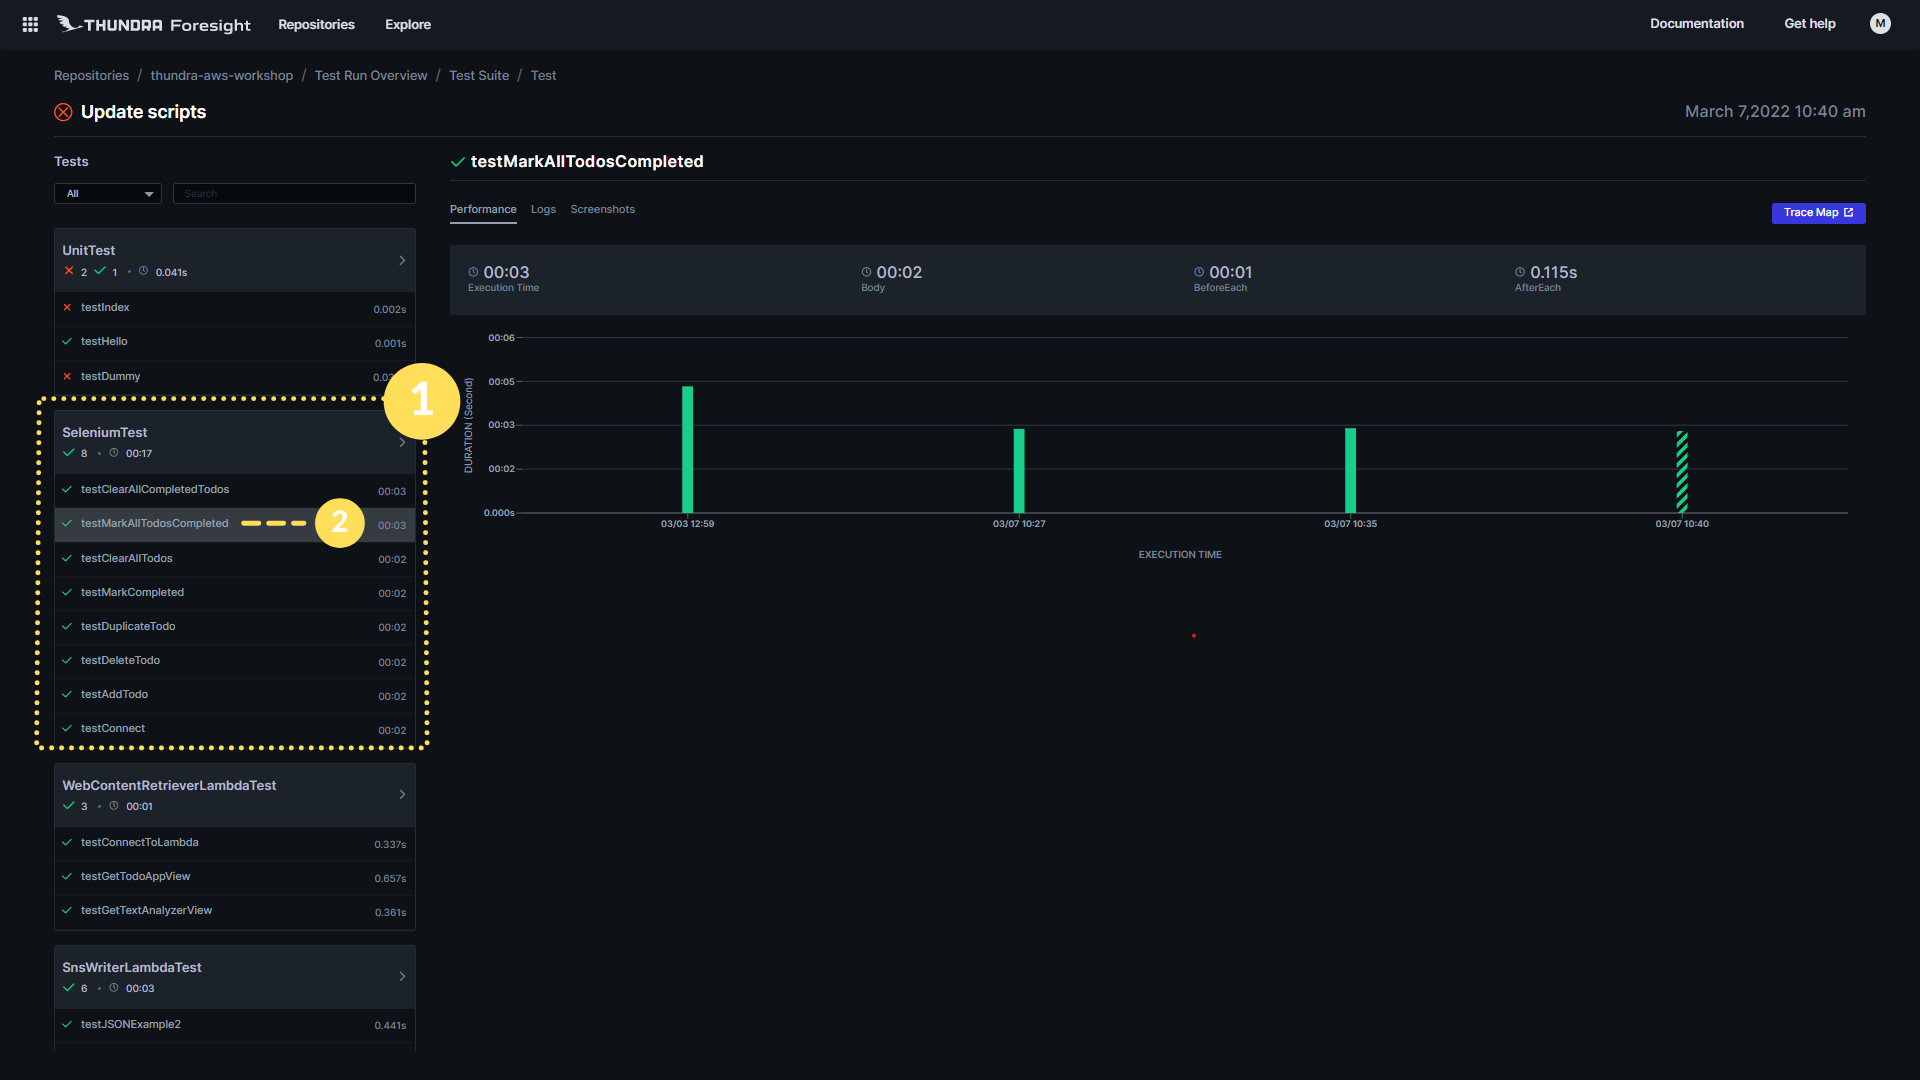 THUNDRA Foresight Repositories Explore Documentation Get help M
Repositories / thundra-aws-workshop / Test Run Overview / Test Suite / Test
Update scripts March 7,2022 10:40 am
Tests
All Search
UnitTest
2 1 • 0.041s
testIndex 0.002s
testHello 0.001s
testDummy
1
SeleniumTest
8 • 00:17
testClearAllCompletedTodos 00:03
testMarkAllTodosCompleted 2 00:03
testClearAllTodos 00:02
testMarkCompleted 00:02
testDuplicateTodo 00:02
testDeleteTodo 00:02
testAddTodo 00:02
testConnect 00:02
WebContentRetrieverLambdaTest
3 • 00:01
testConnectToLambda 0.337s
testGetTodoAppView 0.657s
testGetTextAnalyzerView 0.361s
SnsWriterLambdaTest
6 • 00:03
testJSONExample2 0.441s
testMarkAllTodosCompleted
Performance Logs Screenshots
Trace Map
00:03 00:02 00:01 0.115s
Execution Time Body BeforeEach AfterEach
DURATION (Second)
00:06
00:05
00:03
00:02
0.000s
03/03 12:59 03/07 10:27 03/07 10:35 03/07 10:40
EXECUTION TIME